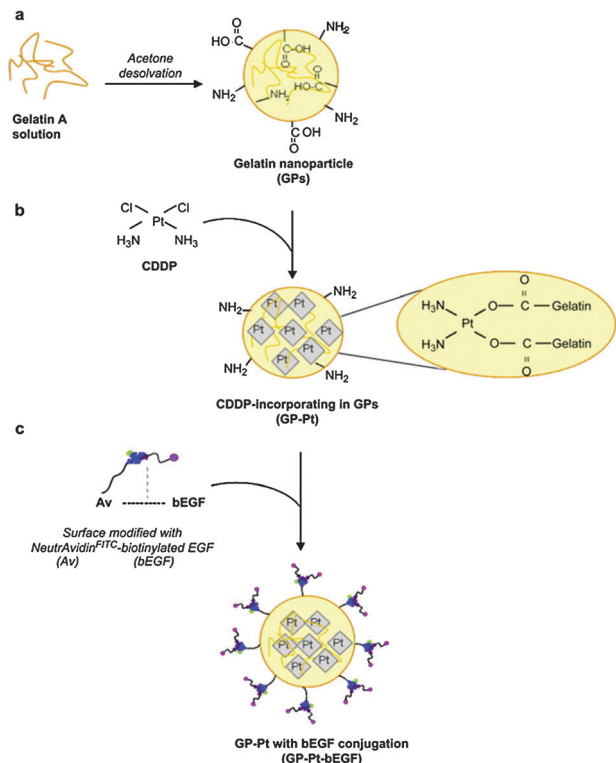 a
Gelatin A
solution
Acetone
desolvation
O
HO-C
C-OH
O
NH2
O
HO-C
NH2
NH2
NH2
C-OH
O
Gelatin nanoparticle
(GPs)
b
Cl
Cl
Pt
H3N
NH3
CDDP
NH2
NH2
Pt
Pt
Pt
Pt
Pt
Pt
Pt
NH2
NH2
O
H3N
O
C
Gelatin
Pt
H3N
O
C
Gelatin
O
CDDP-incorporating in GPs
(GP-Pt)
c
Av
bEGF
Surface modified with
NeutrAvidinFITC-biotinylated EGF
(Av) (bEGF)
Pt
Pt
Pt
Pt
Pt
Pt
Pt
GP-Pt with bEGF conjugation
(GP-Pt-bEGF)